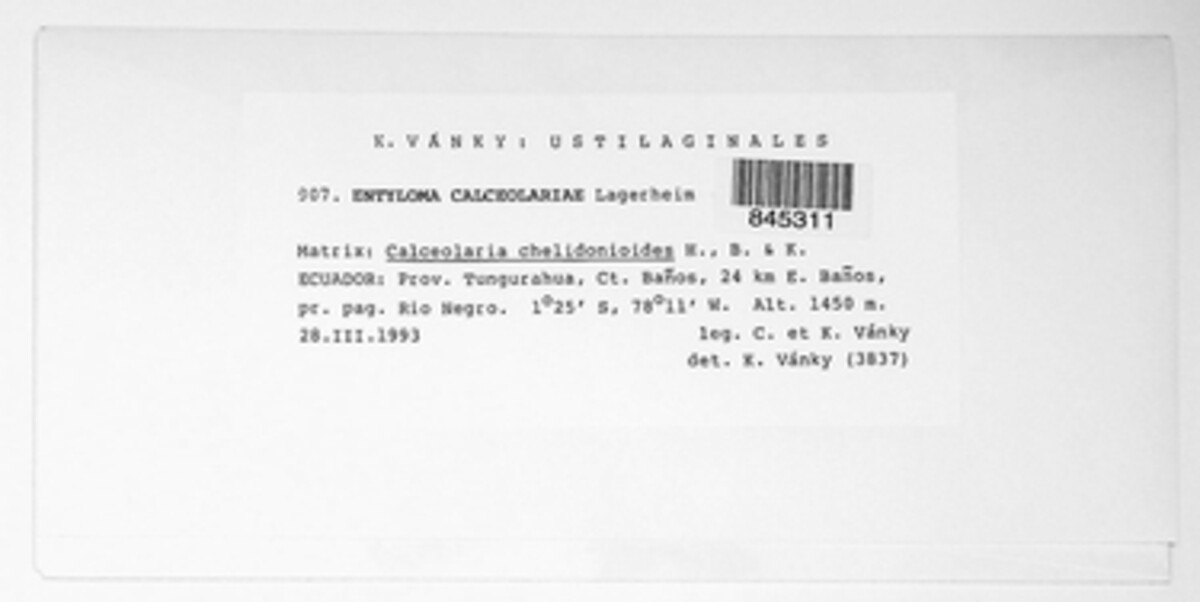 K. VÁNKY: USTILAGINALES
907. ENTYLOMA CALCEOLARIAE Lagerheim
845311
Matrix: Calceolaria chelidonioides H., B. & K.
ECUADOR: Prov. Tungurahua, Ct. Baños, 24 km E. Baños,
pr. pag. Rio Negro. 1°25' S, 78°11' W. Alt. 1450 m.
28.III.1993 leg. C. et K. Vánky
det. K. Vánky (3837)